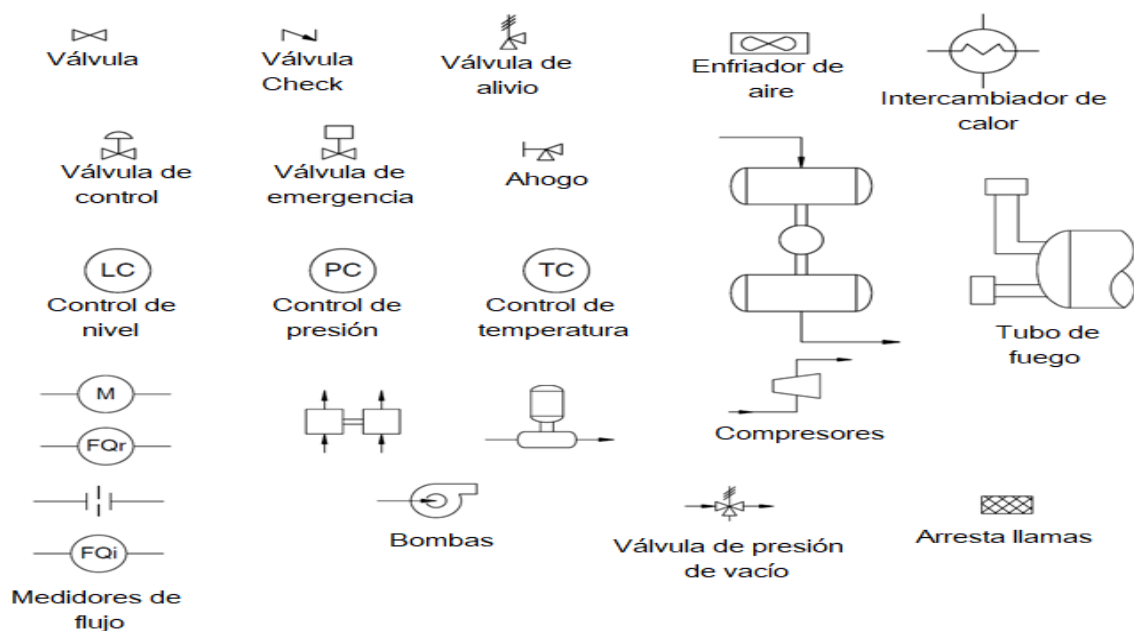 Válvula
Válvula
Check
Válvula de
alivio
Enfriador de
aire
Intercambiador de
calor
Válvula de
control
Válvula de
emergencia
Ahogo
LC
Control de
nivel
PC
Control de
presión
TC
Control de
temperatura
Tubo de
fuego
M
FQr
FQi
Medidores de
flujo
Bombas
Compresores
Válvula de presión
de vacío
Arresta llamas